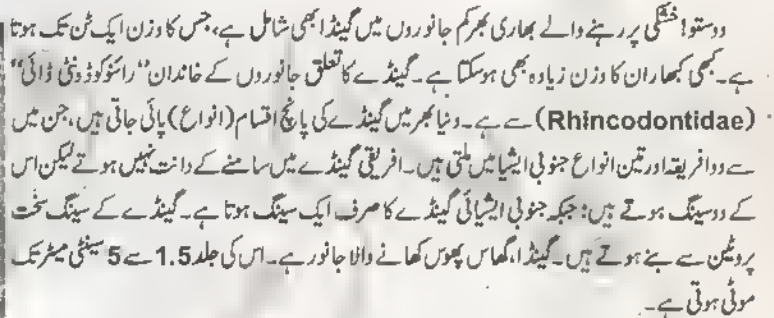 دوستو! خشکی پر رہنے والے بھاری بھرکم جانوروں میں گینڈا بھی شامل ہے، جس کا وزن ایک ٹن تک ہوتا
ہے۔ کبھی کبھار ان کا وزن زیادہ بھی ہوسکتا ہے۔ گینڈے کا تعلق جانوروں کے خاندان ”رائنوکوڈونٹی ڈائی“
(Rhincodontidae) سے ہے۔ دنیا بھر میں گینڈے کی پانچ اقسام (انواع) پائی جاتی ہیں، جن میں
سے دو افریقہ اور تین انواع جنوبی ایشیا میں ملتی ہیں۔ افریقی گینڈے میں سامنے کے دانت نہیں ہوتے لیکن اس
کے دو سینگ ہوتے ہیں؛ جبکہ جنوبی ایشیائی گینڈے کا صرف ایک سینگ ہوتا ہے۔ گینڈے کے سینگ سخت
پروٹین سے بنے ہوتے ہیں۔ گینڈا، گھاس پھوس کھانے والا جانور ہے۔ اس کی جلد 1.5 سے 5 سینٹی میٹر تک
موٹی ہوتی ہے۔